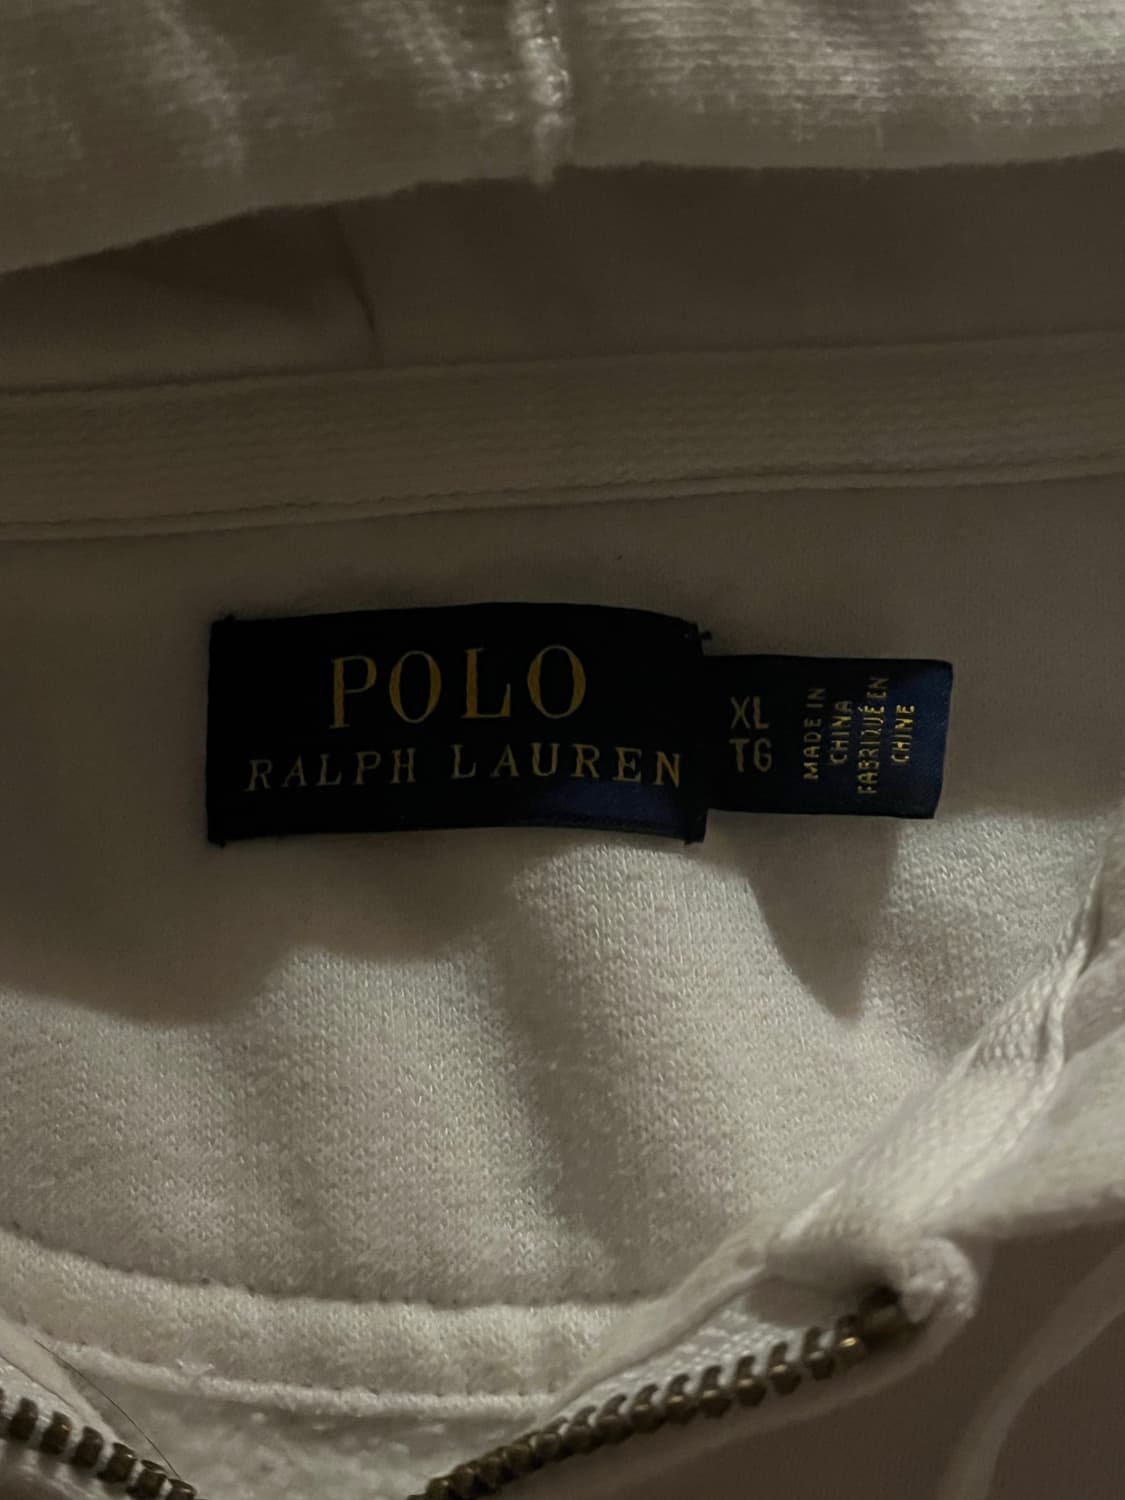 POLO
RALPH LAUREN
XL
TG
MADE IN
CHINA
FABRIQUÉ EN
CHINE